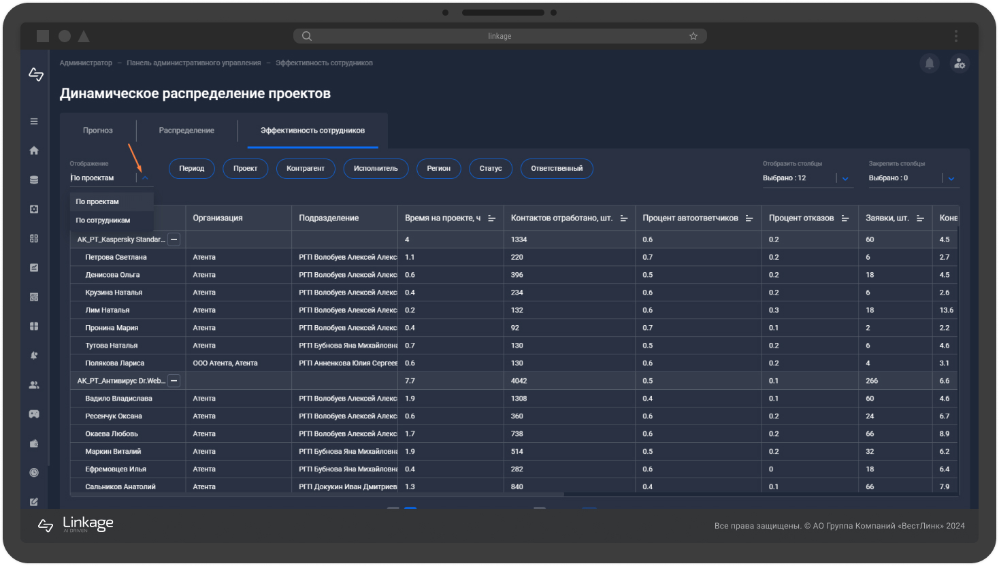 linkage
Администратор – Панель административного управления – Эффективность сотрудников
Динамическое распределение проектов
Прогноз Распределение Эффективность сотрудников
Отображение
По проектам
Период Проект Контрагент Исполнитель Регион Статус Ответственный
Отобразить столбцы
Выбрано : 12
Закрепить столбцы
Выбрано : 0
По проектам
По сотрудникам
Организация Подразделение Время на проекте, ч Контактов отработано, шт. Процент автоответчиков Процент отказов Заявки, шт. Конв
АК_РТ_Kaspersky Standar... 4 1334 0.6 0.2 60 4.5
Петрова Светлана Атента РГП Волобуев Алексей Алекс 1.1 220 0.7 0.2 6 2.7
Денисова Ольга Атента РГП Волобуев Алексей Алекс 0.6 396 0.5 0.2 18 4.5
Крузина Наталья Атента РГП Волобуев Алексей Алекс 0.4 234 0.6 0.2 6 2.6
Лим Наталья Атента РГП Волобуев Алексей Алекс 0.2 132 0.6 0.3 18 13.6
Пронина Мария Атента РГП Волобуев Алексей Алекс 0.4 92 0.7 0.1 2 2.2
Тутова Наталья Атента РГП Бубнова Яна Михайловна 0.7 130 0.5 0.2 6 4.6
Полякова Лариса ООО Атента, Атента РГП Анненкова Юлия Сергеев 0.6 130 0.6 0.2 4 3.1
АК_РТ_Антивирус Dr.Web... 7.7 4042 0.5 0.1 266 6.6
Вадило Владислава Атента РГП Волобуев Алексей Алекс 1.9 1308 0.4 0.1 60 4.6
Ресенчук Оксана Атента РГП Волобуев Алексей Алекс 0.6 360 0.6 0.2 24 6.7
Окаева Любовь Атента РГП Волобуев Алексей Алекс 1.7 738 0.6 0.2 66 8.9
Маркин Виталий Атента РГП Бубнова Яна Михайловна 1.9 514 0.5 0.2 32 6.2
Ефремовцев Илья Атента РГП Бубнова Яна Михайловна 0.4 282 0.6 0 18 6.4
Сальников Анатолий Атента РГП Докукин Иван Дмитриев 1.3 840 0.4 0.1 66 7.9
Linkage
AI DRIVEN
Все права защищены. © АО Группа Компаний «ВестЛинк» 2024